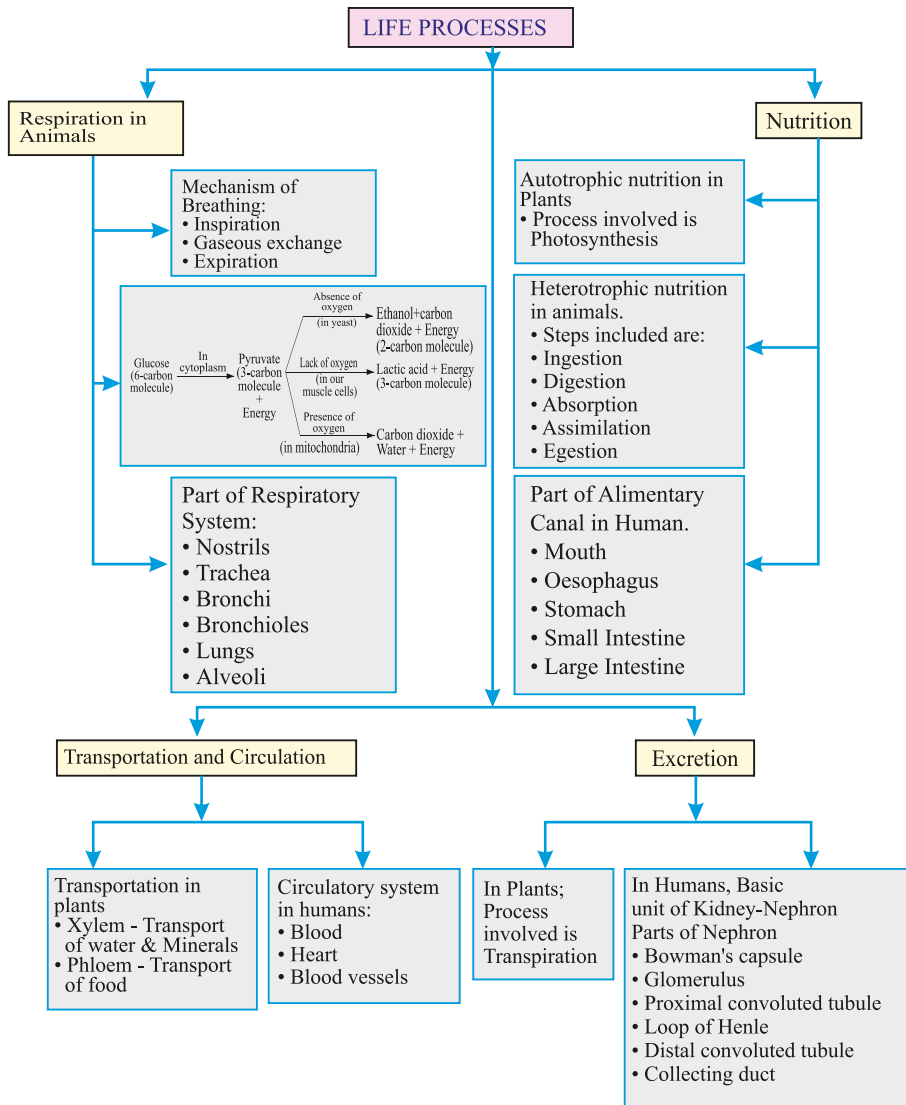 LIFE PROCESSES
Respiration in
Animals
Nutrition
Mechanism of
Breathing:
• Inspiration
• Gaseous exchange
• Expiration
Autotrophic nutrition in
Plants
• Process involved is
Photosynthesis
Glucose
(6-carbon
molecule)
In
cytoplasm
Pyruvate
(3-carbon
molecule
+
Energy
Absence of
oxygen
(in yeast)
Ethanol+carbon
dioxide + Energy
(2-carbon molecule)
Lack of oxygen
(in our
muscle cells)
Lactic acid + Energy
(3-carbon molecule)
Presence of
oxygen
(in mitochondria)
Carbon dioxide +
Water + Energy
Heterotrophic nutrition
in animals.
• Steps included are:
• Ingestion
• Digestion
• Absorption
• Assimilation
• Egestion
Part of Respiratory
System:
• Nostrils
• Trachea
• Bronchi
• Bronchioles
• Lungs
• Alveoli
Part of Alimentary
Canal in Human.
• Mouth
• Oesophagus
• Stomach
• Small Intestine
• Large Intestine
Transportation and Circulation
Excretion
Transportation in
plants
• Xylem - Transport
of water & Minerals
• Phloem - Transport
of food
Circulatory system
in humans:
• Blood
• Heart
• Blood vessels
In Plants;
Process
involved is
Transpiration
In Humans, Basic
unit of Kidney-Nephron
Parts of Nephron
• Bowman's capsule
• Glomerulus
• Proximal convoluted tubule
• Loop of Henle
• Distal convoluted tubule
• Collecting duct